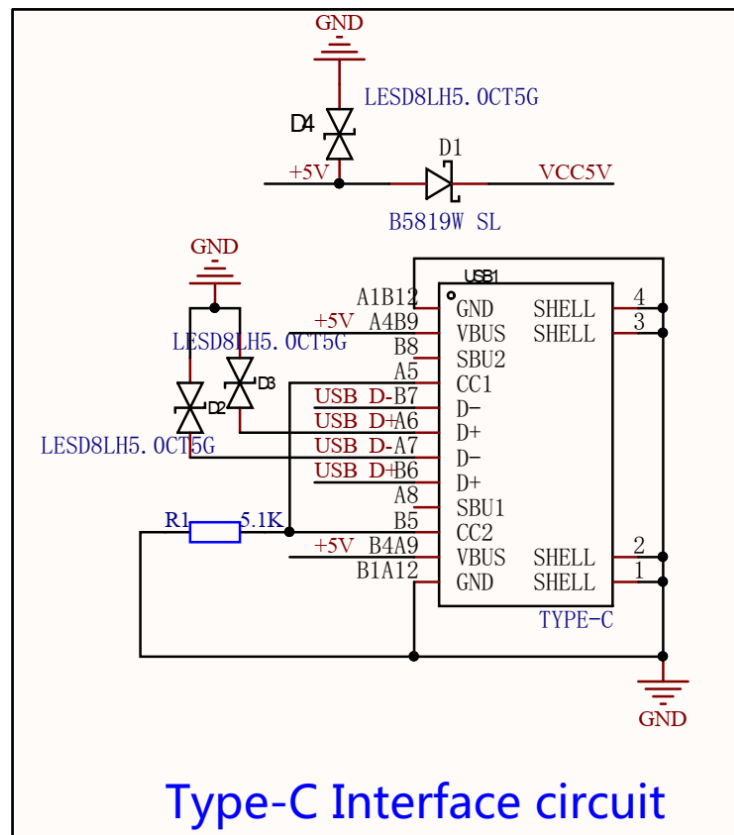 GND
LESD8LH5.0CT5G
D4
D1
+5V
VCC5V
B5819W SL
GND
USB1
A1B12 GND SHELL 4
+5V A4B9 VBUS SHELL 3
LESD8LH5.0CT5G
B8 SBU2
A5 CC1
D3
D2
USB D- B7 D-
USB D+ A6 D+
LESD8LH5.0CT5G
USB D- A7 D-
USB D+ B6 D+
A8 SBU1
R1 5.1K B5 CC2
+5V B4A9 VBUS SHELL 2
B1A12 GND SHELL 1
TYPE-C
GND
Type-C Interface circuit